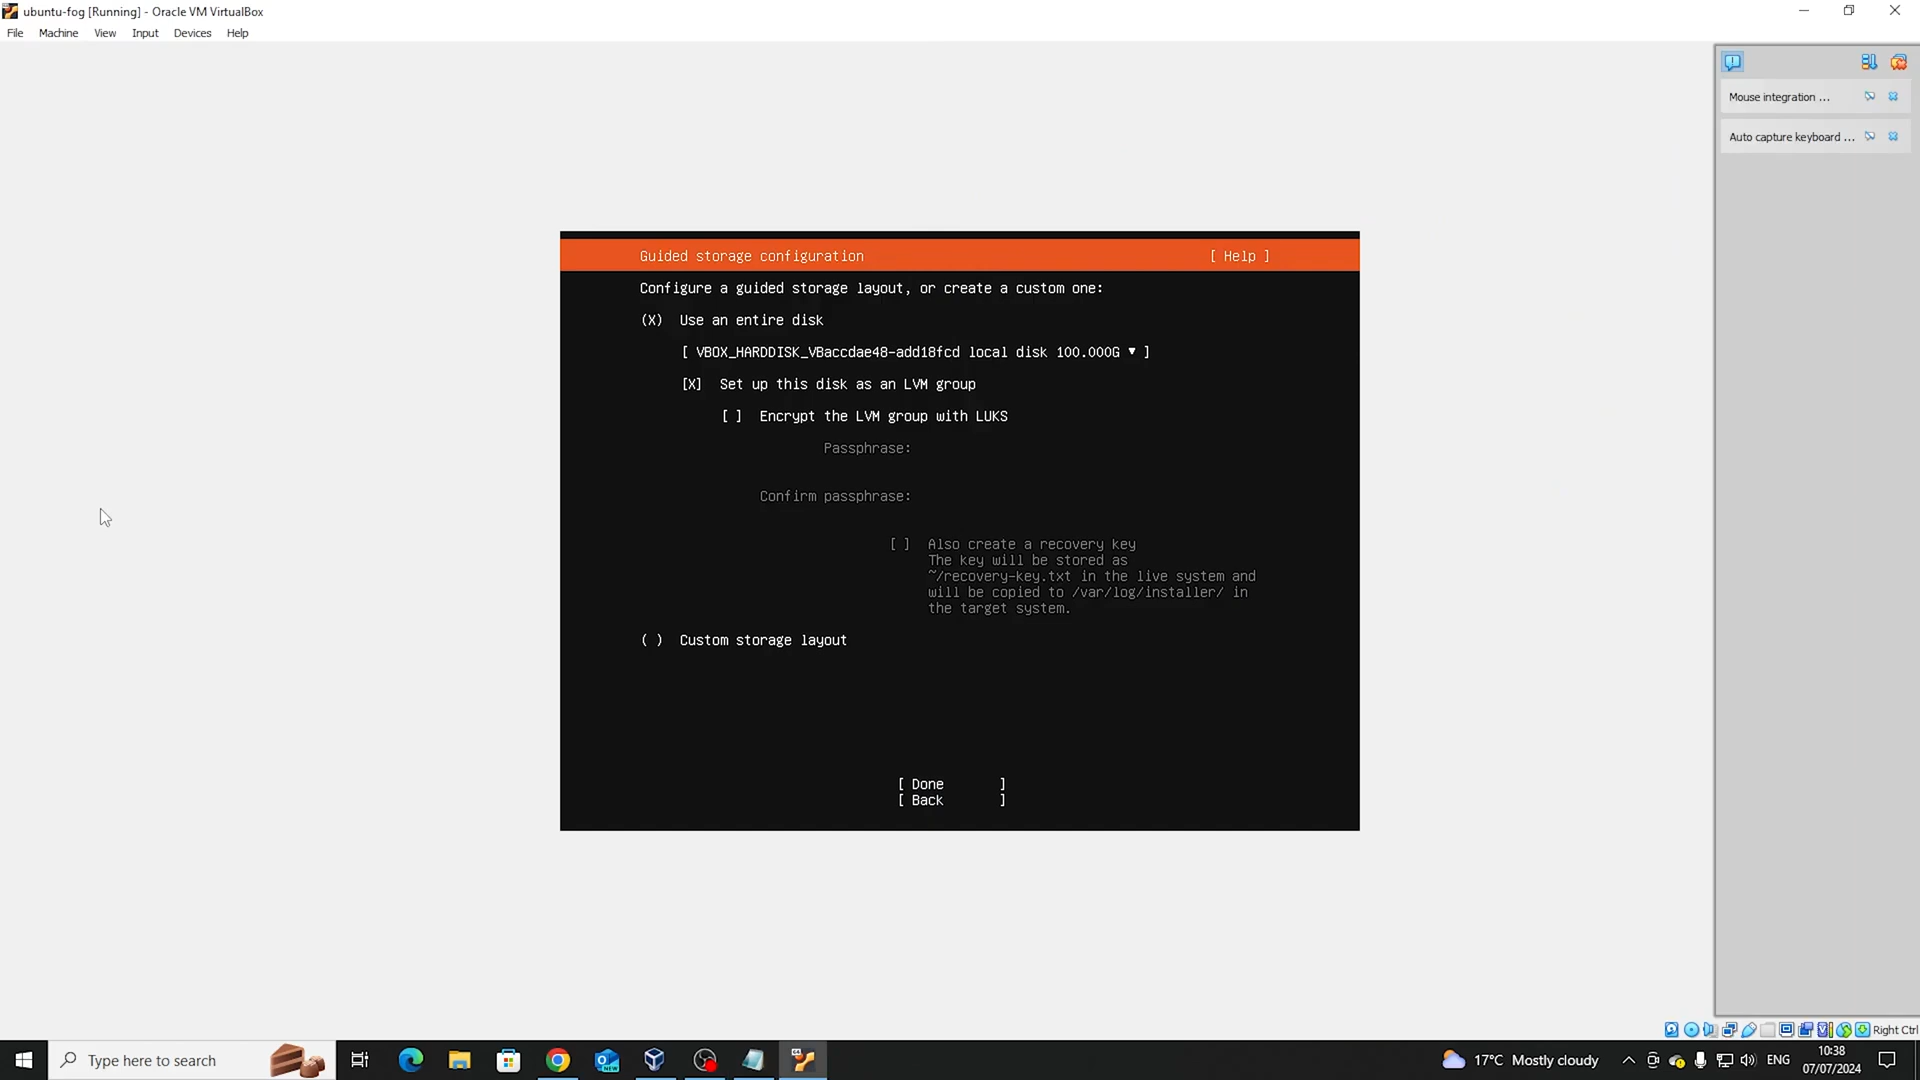 ubuntu-fog [Running] - Oracle VM VirtualBox
File Machine View Input Devices Help
Mouse integration ...
Auto capture keyboard ...
Guided storage configuration [ Help ]
Configure a guided storage layout, or create a custom one:
(X) Use an entire disk
[ VBOX_HARDDISK_VBaccdae48-add18fcd local disk 100.000G ▾ ]
[X] Set up this disk as an LVM group
[ ] Encrypt the LVM group with LUKS
Passphrase:
Confirm passphrase:
[ ] Also create a recovery key
The key will be stored as
~/recovery-key.txt in the live system and
will be copied to /var/log/installer/ in
the target system.
( ) Custom storage layout
[ Done ]
[ Back ]
Right Ctrl
Type here to search
NEW
17°C Mostly cloudy
ENG
10:38
07/07/2024